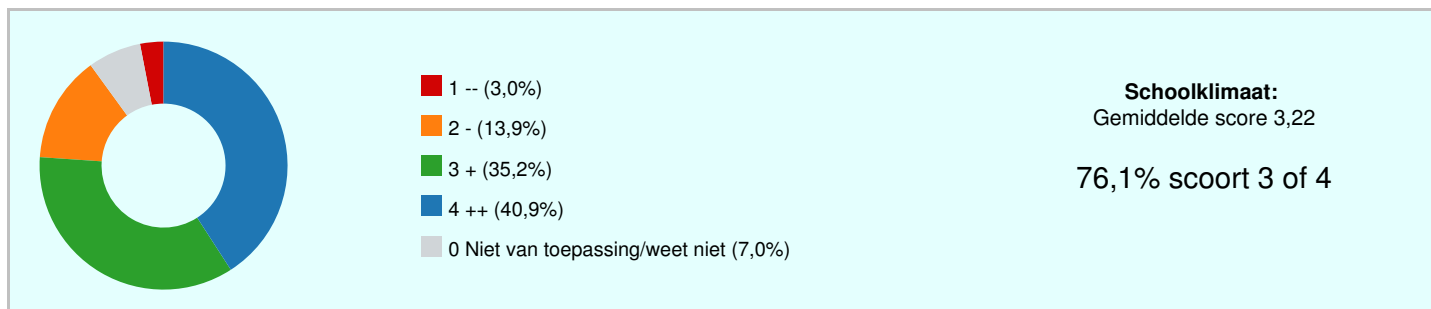 1 -- (3,0%)
2 - (13,9%)
3 + (35,2%)
4 ++ (40,9%)
0 Niet van toepassing/weet niet (7,0%)
Schoolklimaat:
Gemiddelde score 3,22
76,1% scoort 3 of 4